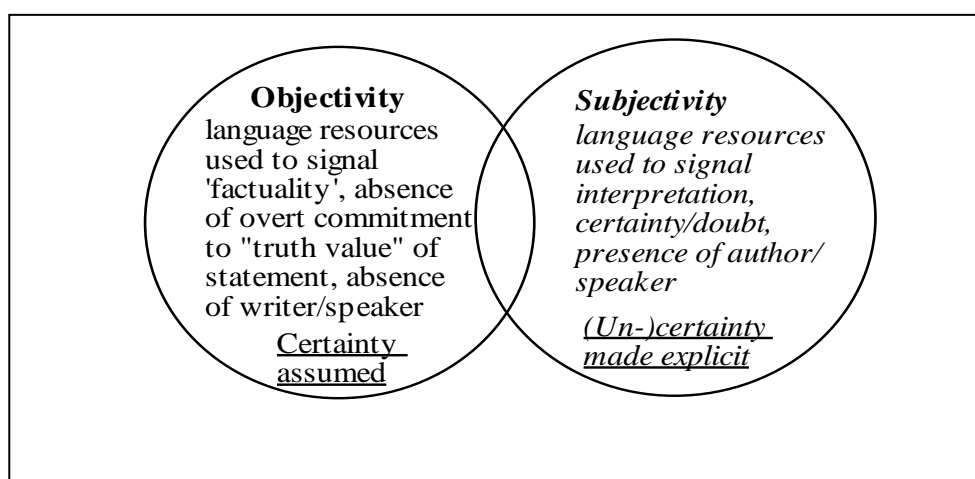 Objectivity
language resources
used to signal
'factuality', absence
of overt commitment
to "truth value" of
statement, absence
of writer/speaker
Certainty
assumed
Subjectivity
language resources
used to signal
interpretation,
certainty/doubt,
presence of author/
speaker
(Un-)certainty
made explicit